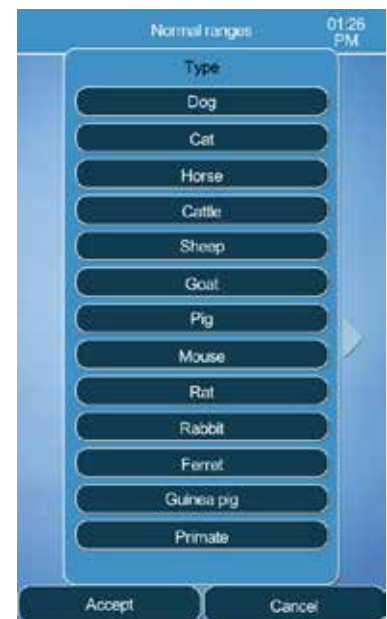 Normal ranges
01:26
PM
Type
Dog
Cat
Horse
Cattle
Sheep
Goat
Pig
Mouse
Rat
Rabbit
Ferret
Guinea pig
Primate
Accept
Cancel